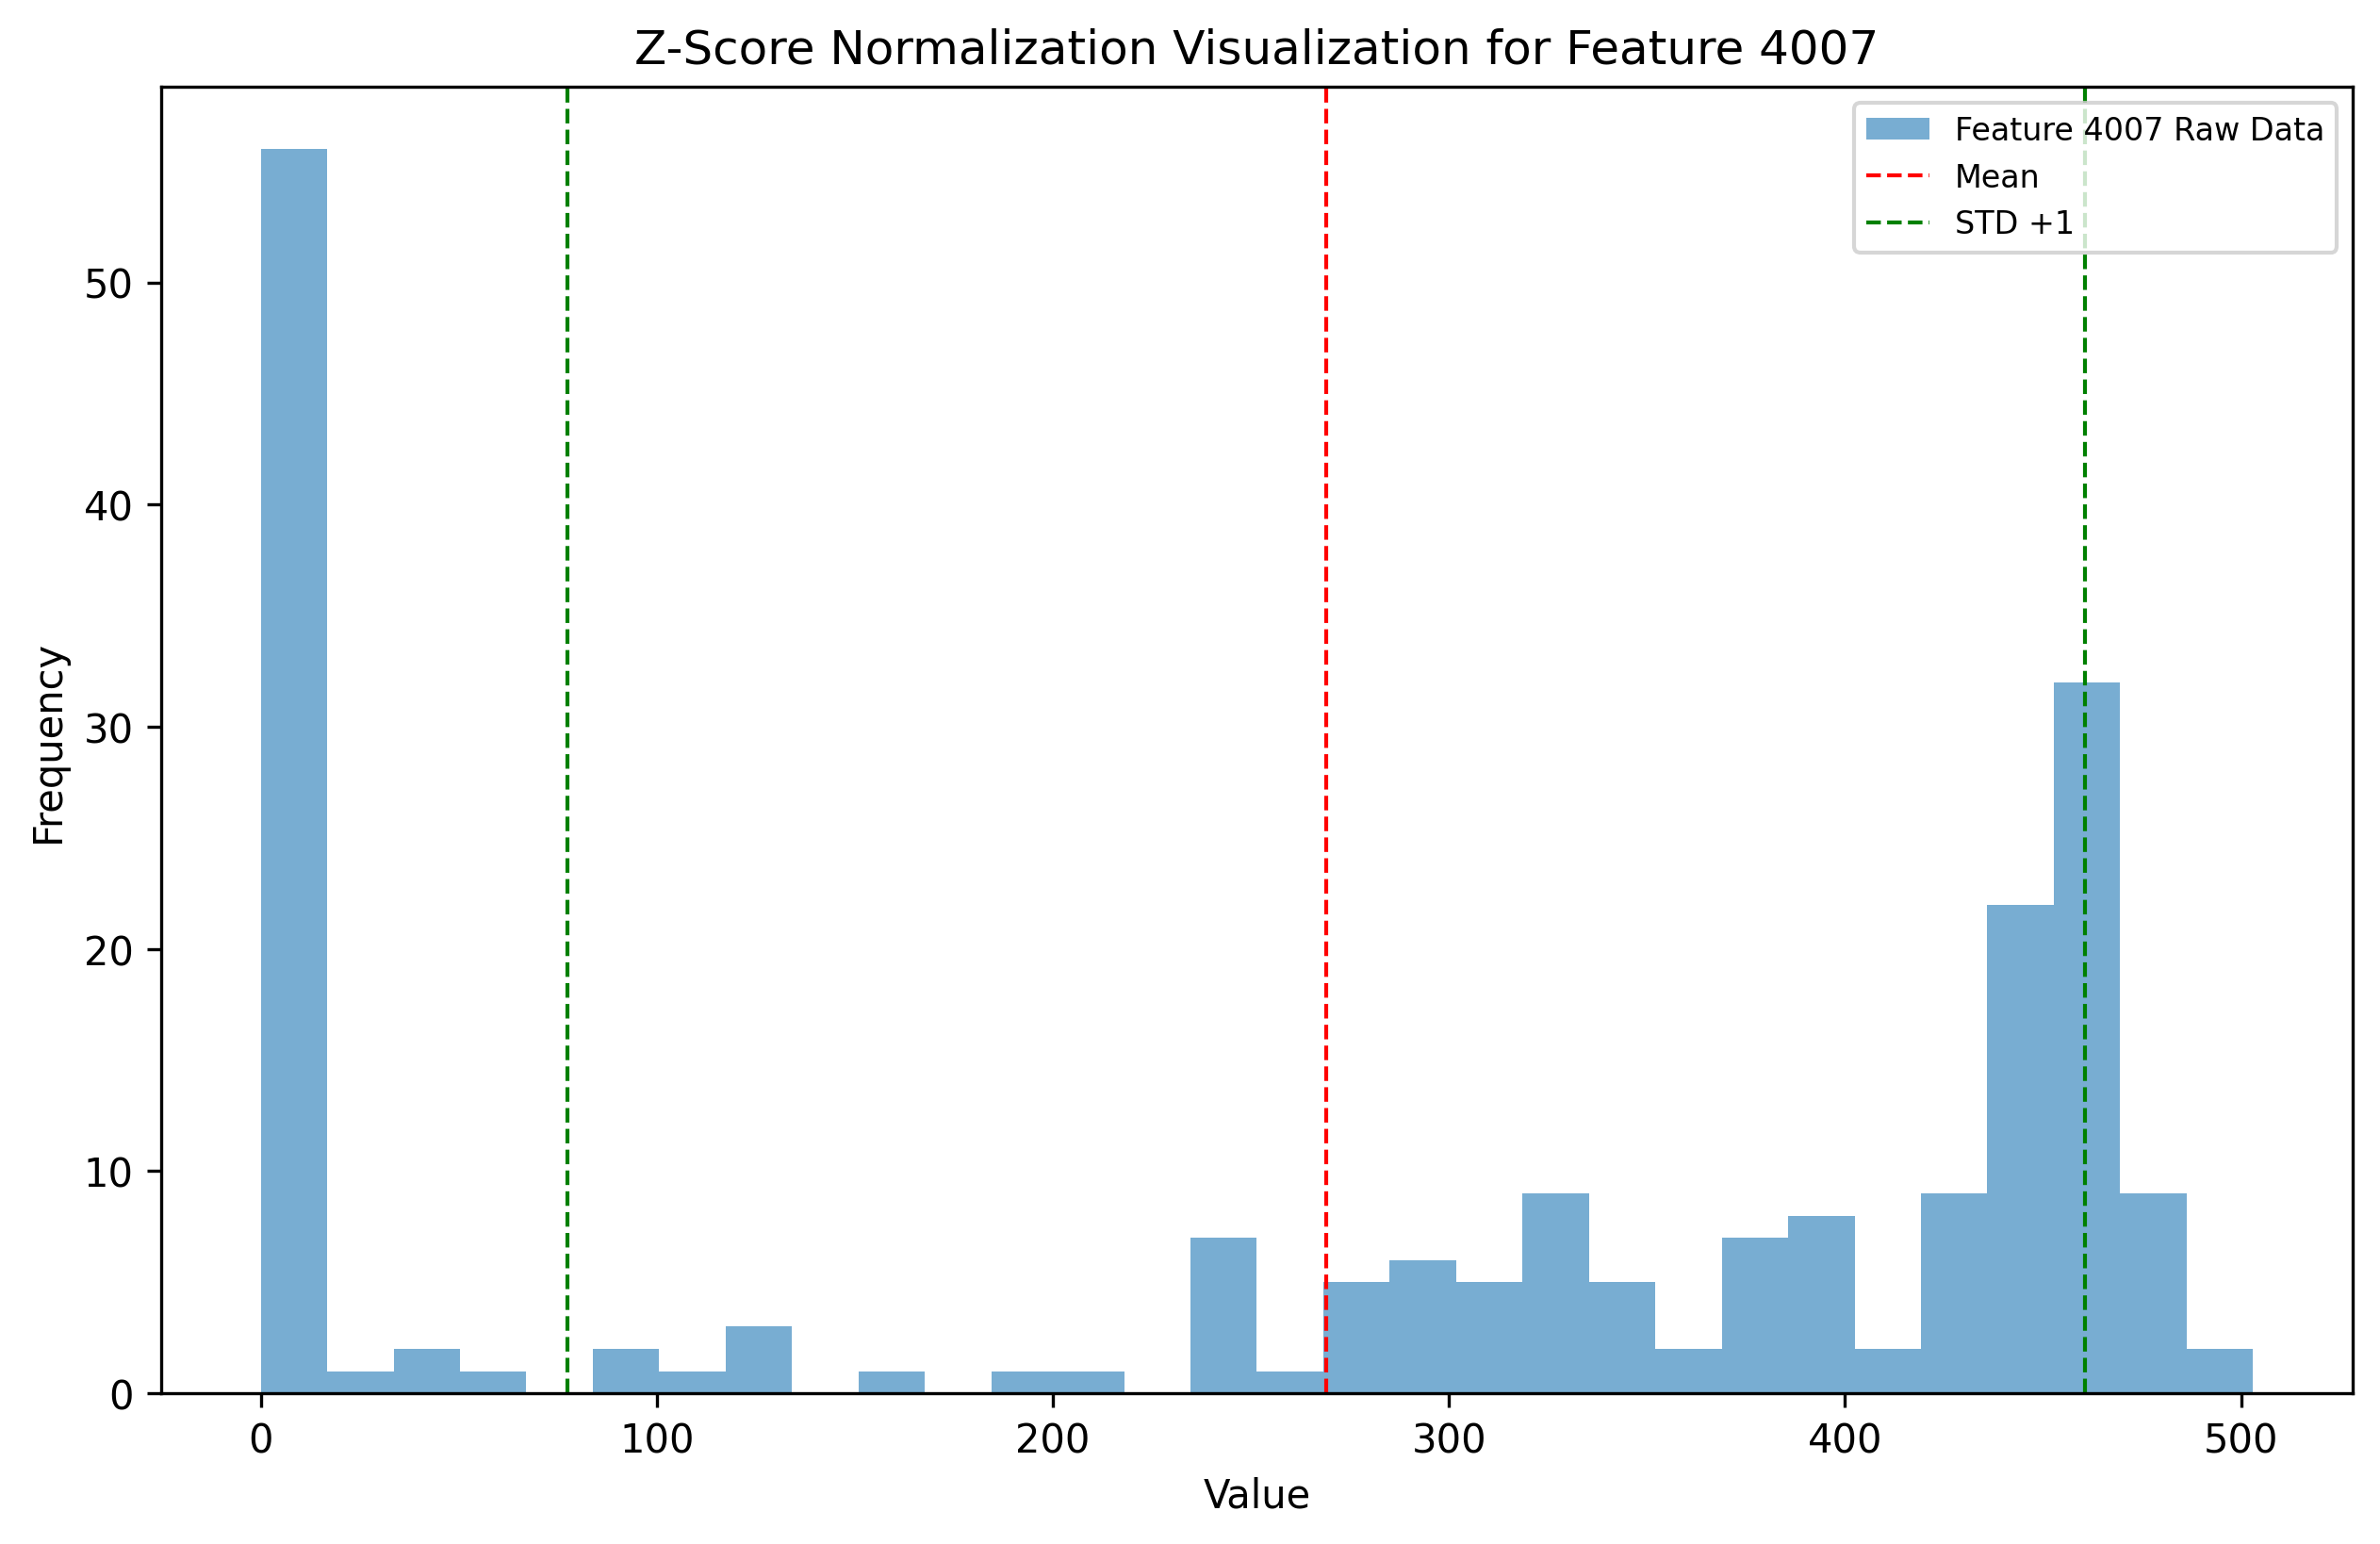 Z-Score Normalization Visualization for Feature 4007
Feature 4007 Raw Data
Mean
STD +1
50
40
30
20
10
0
Frequency
0 100 200 300 400 500
Value